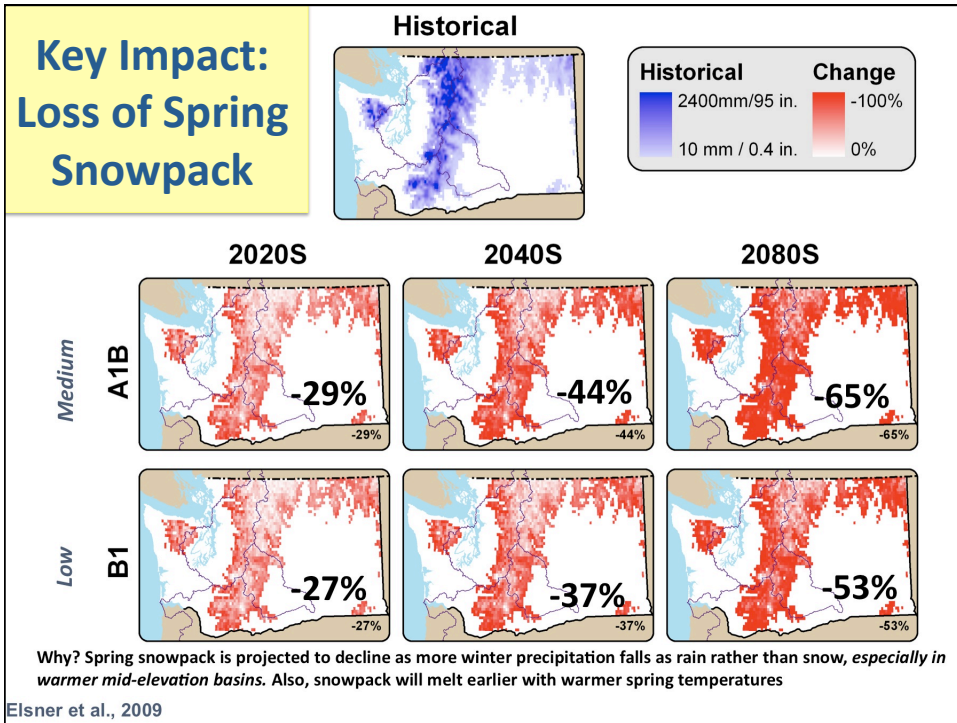 Key Impact:
Loss of Spring
Snowpack
Historical
Historical Change
2400mm/95 in. -100%
10 mm / 0.4 in. 0%
2020S 2040S 2080S
Medium
A1B
-29% -44% -65%
-29% -44% -65%
Low
B1
-27% -37% -53%
-27% -37% -53%
Why? Spring snowpack is projected to decline as more winter precipitation falls as rain rather than snow, especially in
warmer mid-elevation basins. Also, snowpack will melt earlier with warmer spring temperatures
Elsner et al., 2009